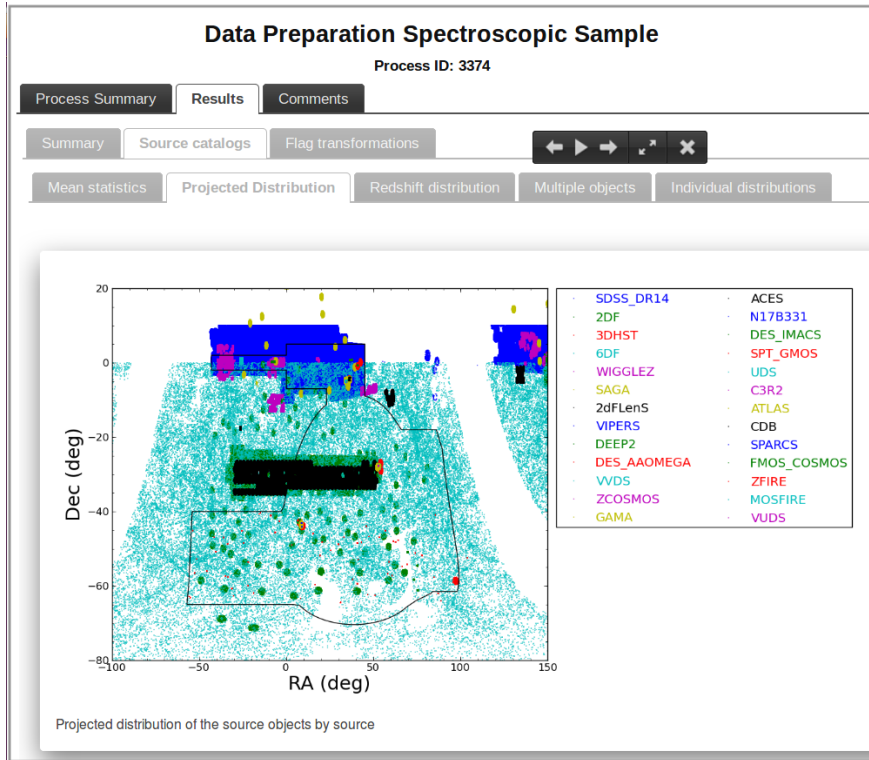 Data Preparation Spectroscopic Sample
Process ID: 3374
Process Summary Results Comments
Summary Source catalogs Flag transformations
Mean statistics Projected Distribution Redshift distribution Multiple objects Individual distributions
20
0
−20
−40
−60
−80
Dec (deg)
−100 −50 0 50 100 150
RA (deg)
SDSS_DR14 ACES
2DF N17B331
3DHST DES_IMACS
6DF SPT_GMOS
WIGGLEZ UDS
SAGA C3R2
2dFLenS ATLAS
VIPERS CDB
DEEP2 SPARCS
DES_AAOMEGA FMOS_COSMOS
VVDS ZFIRE
ZCOSMOS MOSFIRE
GAMA VUDS
Projected distribution of the source objects by source